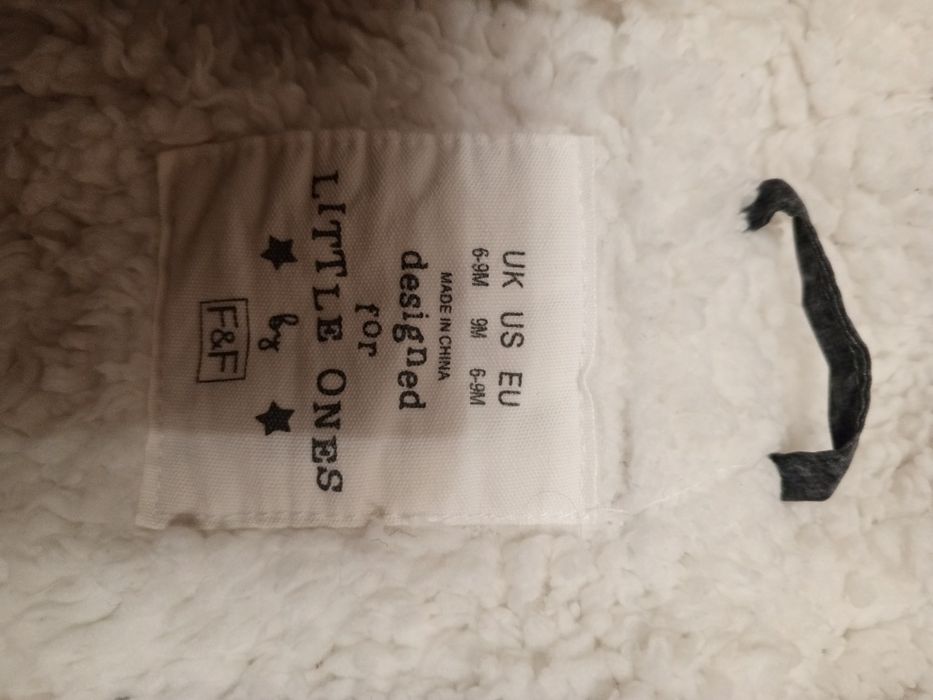 UK US EU
6-9M 9M 6-9M
MADE IN CHINA
designed
for
LITTLE ONES
by
F&F